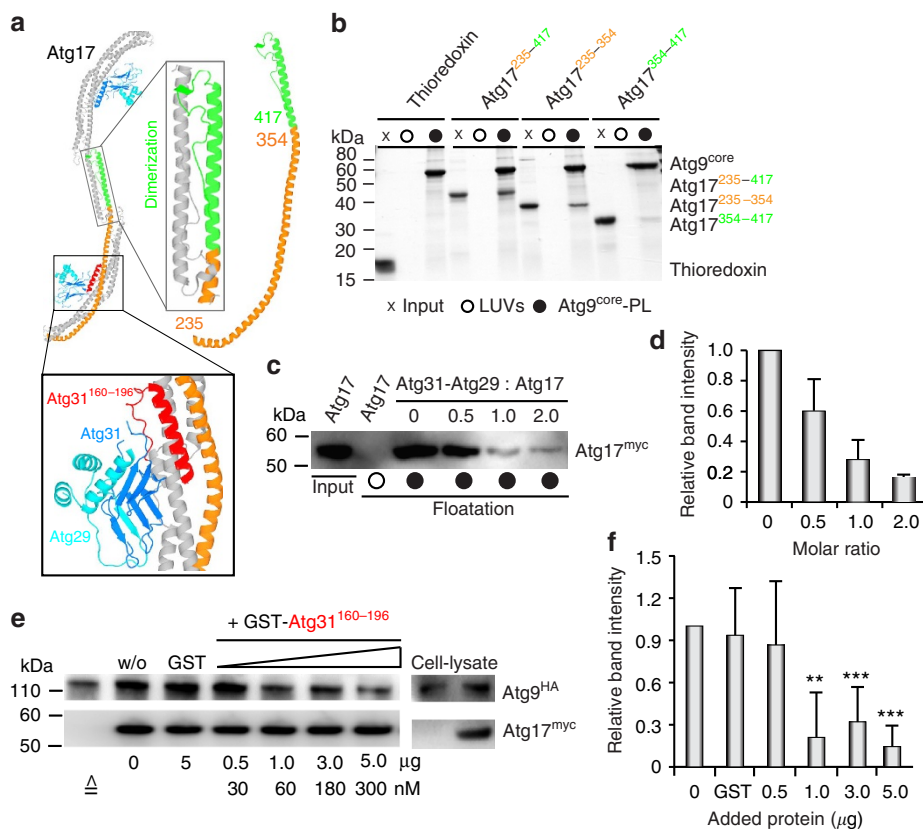 a
Atg17
Dimerization
417
354
235
Atg31160–196
Atg31
Atg29
b
Thioredoxin
Atg17235–417
Atg17235–354
Atg17354–417
kDa
x
80
60
50
40
30
20
15
Atg9core
Atg17235–417
Atg17235–354
Atg17354–417
Thioredoxin
x Input O LUVs ● Atg9core-PL
c
Atg17 Atg17 Atg31-Atg29 : Atg17
kDa 0 0.5 1.0 2.0
60
50
Atg17myc
Input
Floatation
d
Relative band intensity
1.0
0.8
0.6
0.4
0.2
0
0 0.5 1.0 2.0
Molar ratio
e
+ GST-Atg31160–196
kDa w/o GST Cell-lysate
110
Atg9HA
60
50
Atg17myc
0 5 0.5 1.0 3.0 5.0 μg
≙ 30 60 180 300 nM
f
Relative band intensity
1.5
1.2
0.9
0.6
0.3
0
** *** ***
0 GST 0.5 1.0 3.0 5.0
Added protein (μg)